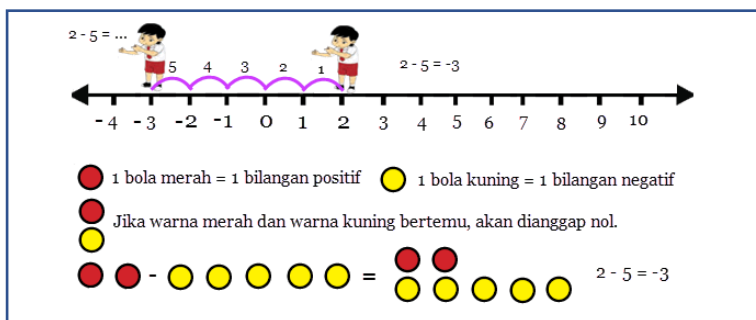 2 - 5 = ...
5 4 3 2 1
2 - 5 = -3
- 4 - 3 -2 -1 0 1 2 3 4 5 6 7 8 9 10
1 bola merah = 1 bilangan positif
1 bola kuning = 1 bilangan negatif
Jika warna merah dan warna kuning bertemu, akan dianggap nol.
- =
2 - 5 = -3